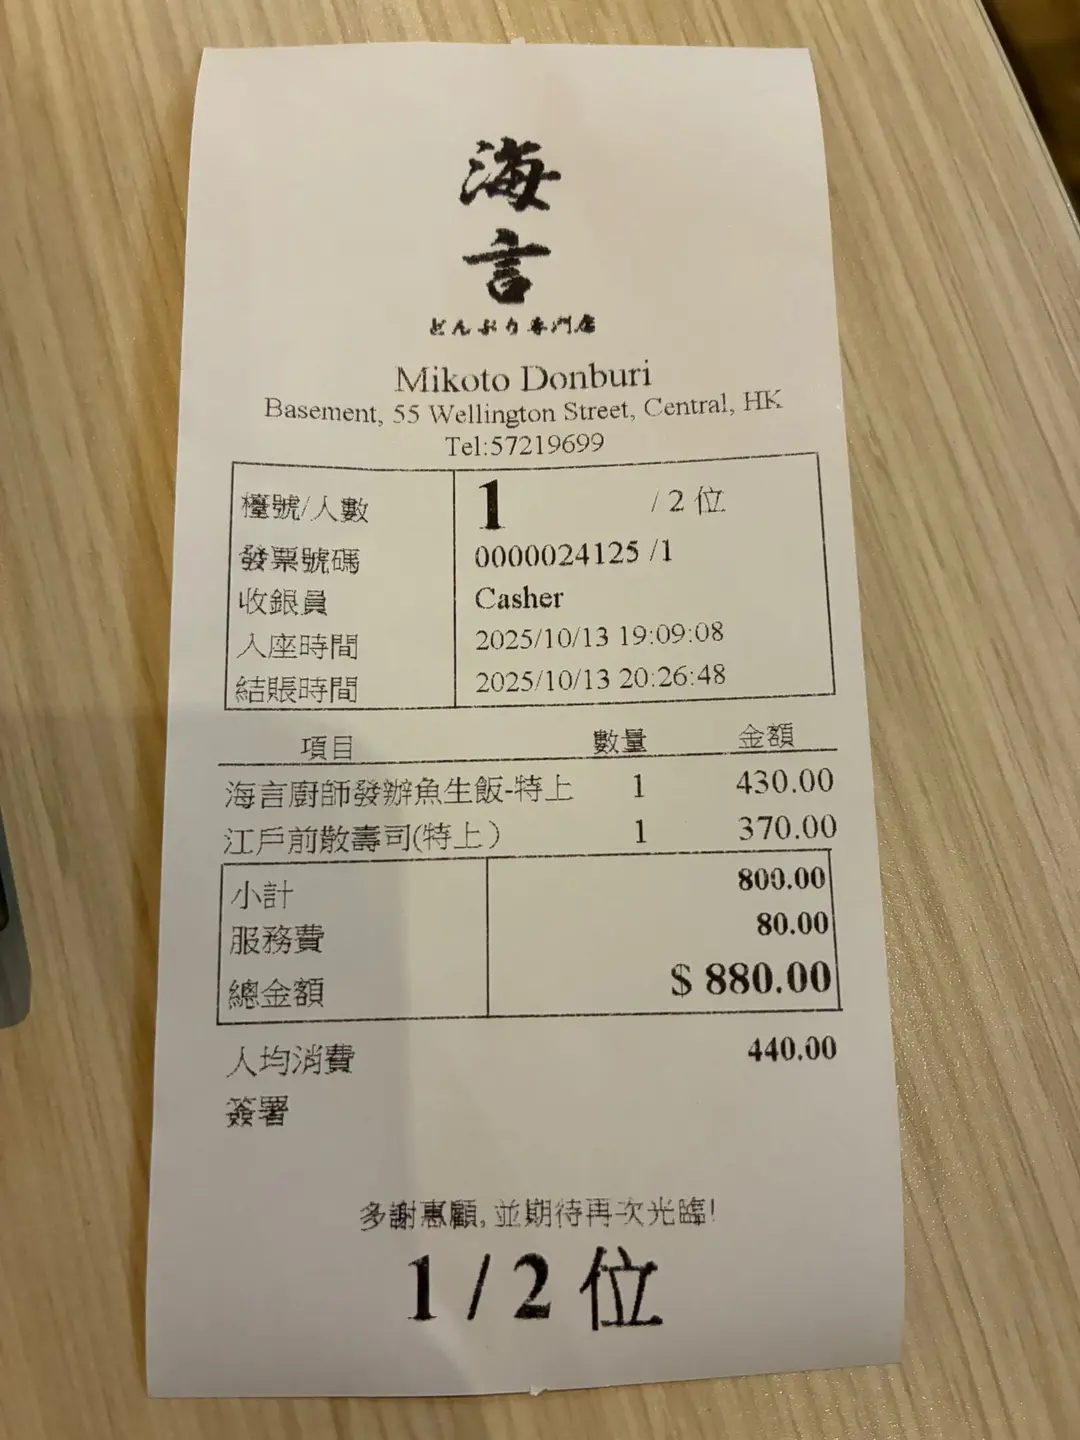 海
言
どんぶり専門店
Mikoto Donburi
Basement, 55 Wellington Street, Central, HK
Tel:57219699
檯號/人數 1 / 2 位
發票號碼 0000024125 /1
收銀員 Casher
入座時間 2025/10/13 19:09:08
結賬時間 2025/10/13 20:26:48
項目 數量 金額
海言廚師發辦魚生飯-特上 1 430.00
江戶前散壽司(特上） 1 370.00
小計 800.00
服務費 80.00
總金額 $ 880.00
人均消費 440.00
簽署
多謝惠顧, 並期待再次光臨!
1 / 2 位